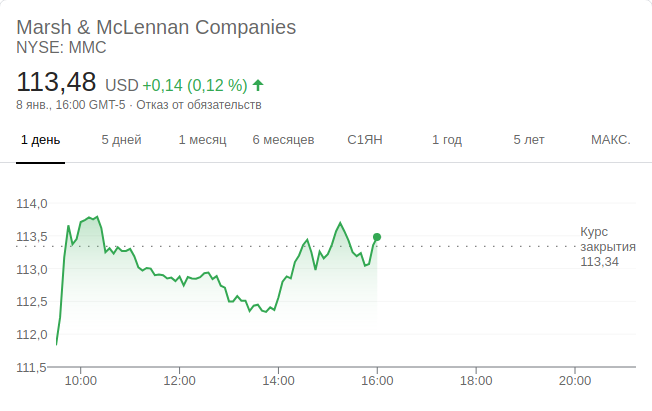 Marsh & McLennan Companies
NYSE: MMC
113,48 USD +0,14 (0,12 %)
8 янв., 16:00 GMT-5 · Отказ от обязательств
1 день 5 дней 1 месяц 6 месяцев С1ЯН 1 год 5 лет МАКС.
114,0
113,5
113,0
112,5
112,0
111,5
Курс
закрытия
113,34
10:00 12:00 14:00 16:00 18:00 20:00